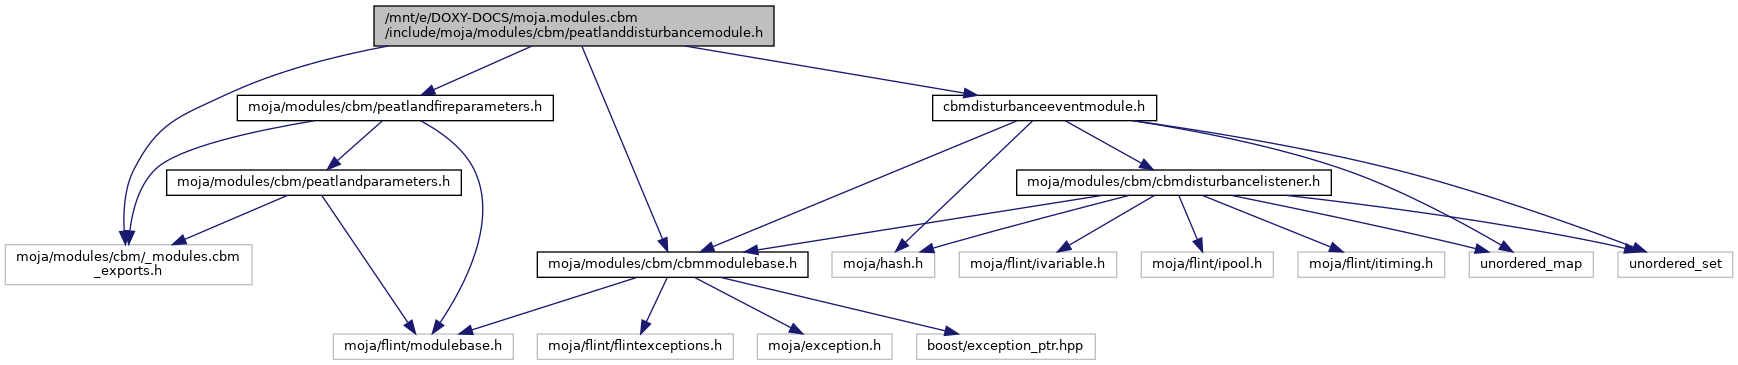 /mnt/e/DOXY-DOCS/moja.modules.cbm
/include/moja/modules/cbm/peatlanddisturbancemodule.h
moja/modules/cbm/peatlandfireparameters.h
cbmdisturbanceeventmodule.h
moja/modules/cbm/peatlandparameters.h
moja/modules/cbm/cbmdisturbancelistener.h
moja/modules/cbm/_modules.cbm
_exports.h
moja/modules/cbm/cbmmodulebase.h
moja/hash.h
moja/flint/ivariable.h
moja/flint/ipool.h
moja/flint/itiming.h
unordered_map
unordered_set
moja/flint/modulebase.h
moja/flint/flintexceptions.h
moja/exception.h
boost/exception_ptr.hpp